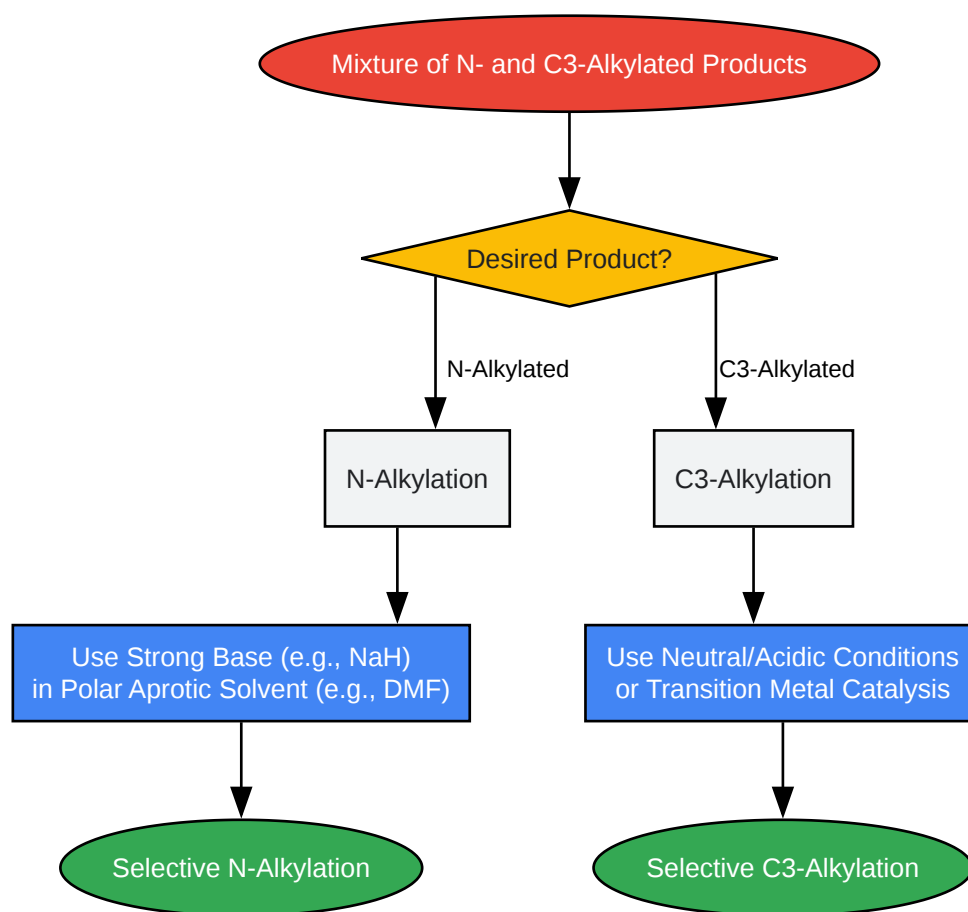 Mixture of N- and C3-Alkylated Products
Desired Product?
N-Alkylated
C3-Alkylated
N-Alkylation
C3-Alkylation
Use Strong Base (e.g., NaH)
in Polar Aprotic Solvent (e.g., DMF)
Use Neutral/Acidic Conditions
or Transition Metal Catalysis
Selective N-Alkylation
Selective C3-Alkylation